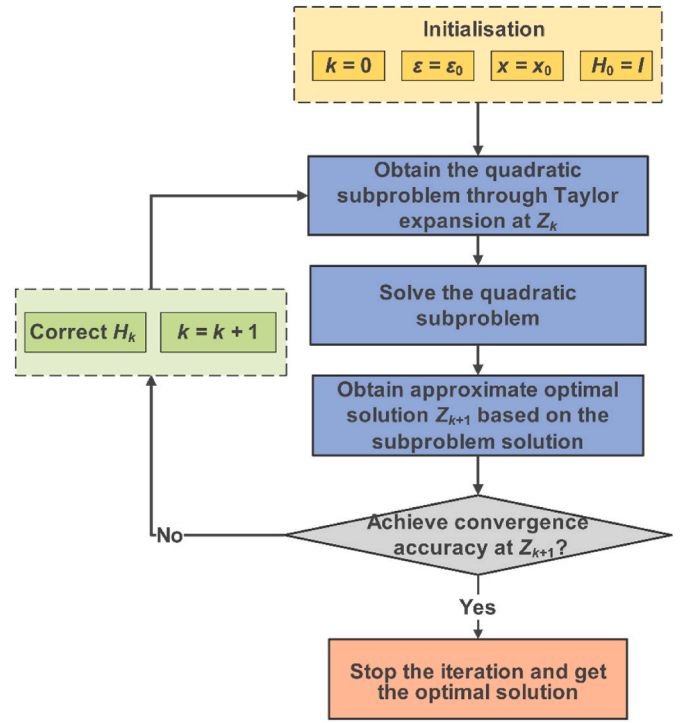 Initialisation
k = 0
ε = ε₀
x = x₀
H₀ = I
Obtain the quadratic
subproblem through Taylor
expansion at Zₖ
Solve the quadratic
subproblem
Correct Hₖ
k = k + 1
Obtain approximate optimal
solution Zₖ₊₁ based on the
subproblem solution
Achieve convergence
accuracy at Zₖ₊₁?
No
Yes
Stop the iteration and get
the optimal solution